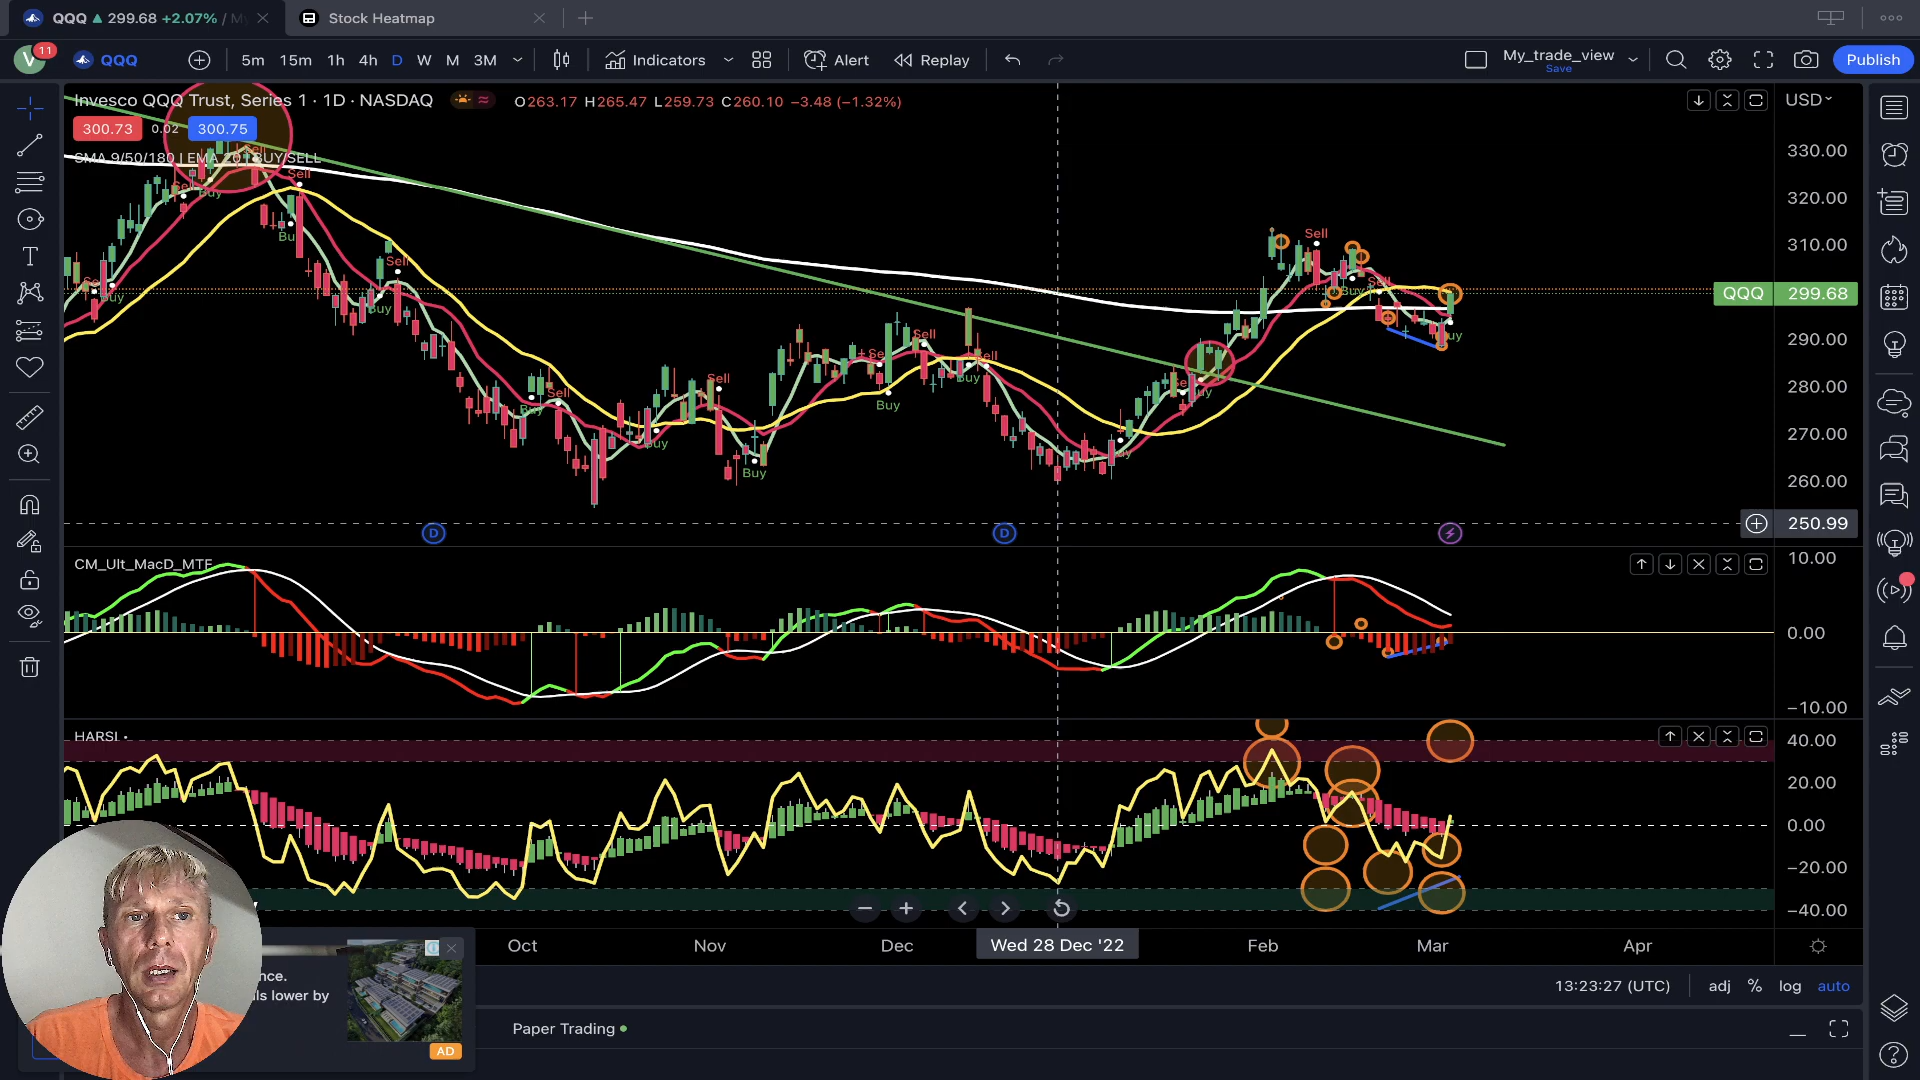 QQQ ▲ 299.68 +2.07% / M
Stock Heatmap
V 11 QQQ 5m 15m 1h 4h D W M 3M Indicators Alert Replay My_trade_view Save Publish
Invesco QQQ Trust, Series 1 · 1D · NASDAQ O263.17 H265.47 L259.73 C260.10 −3.48 (−1.32%)
USD
300.73 0.02 300.75
SMA 9/50/180 | EMA 20 | BUY/SELL
330.00
320.00
310.00
QQQ 299.68
290.00
280.00
270.00
260.00
250.99
Sell
Sell
Buy
Sell
Buy
Sell
Buy
Sell
Buy
Sell
Buy
Buy
Sell
Buy
Sell
Buy
Sell
Buy
Sell
Buy
Buy
D
D
CM_Ult_MacD_MTF
10.00
0.00
−10.00
HARSI
40.00
20.00
0.00
−20.00
−40.00
Oct Nov Dec Wed 28 Dec '22 Feb Mar Apr
nce.
ls lower by
AD
13:23:27 (UTC) adj % log auto
Paper Trading